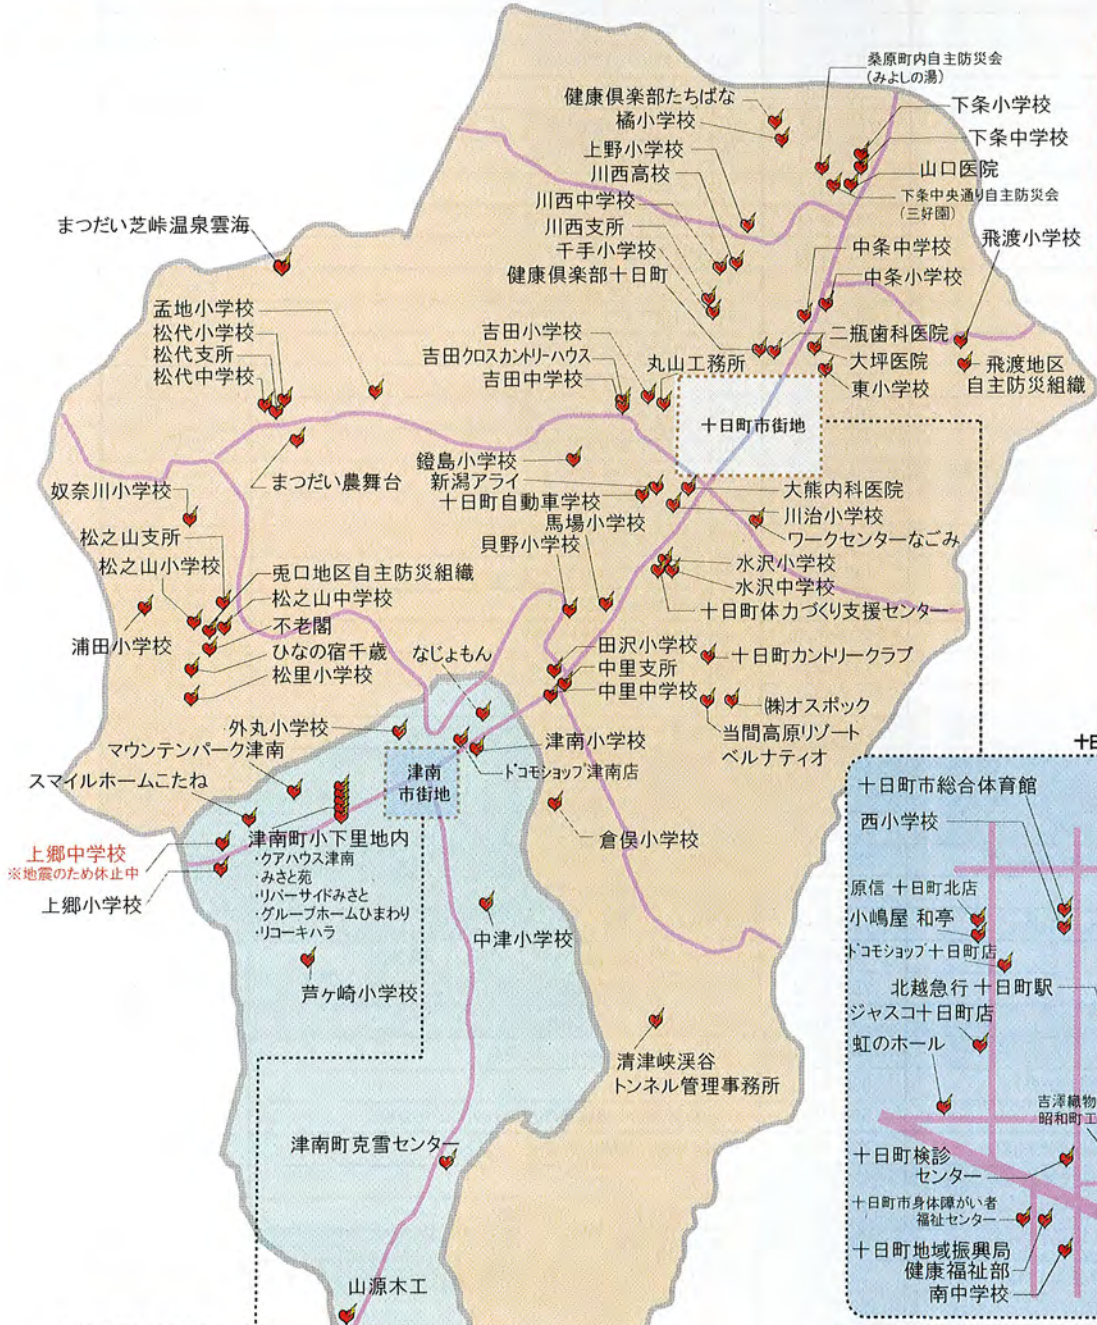 桑原町内自主防災会
(みよしの湯)
健康倶楽部たちばな
橘小学校
下条小学校
下条中学校
上野小学校
川西高校
山口医院
川西中学校
下条中央通り自主防災会
(三好園)
川西支所
まつだい芝峠温泉雲海
千手小学校
中条中学校
飛渡小学校
健康倶楽部十日町
中条小学校
孟地小学校
松代小学校
吉田小学校
二瓶歯科医院
松代支所
吉田クロスカントリーハウス
丸山工務所
大坪医院
飛渡地区
自主防災組織
松代中学校
吉田中学校
東小学校
十日町市街地
鐙島小学校
まつだい農舞台
新潟アライ
奴奈川小学校
十日町自動車学校
大熊内科医院
馬場小学校
川治小学校
松之山支所
貝野小学校
ワークセンターなごみ
松之山小学校
兎口地区自主防災組織
水沢小学校
松之山中学校
水沢中学校
不老閣
十日町体力づくり支援センター
浦田小学校
ひなの宿千歳
なじょもん
田沢小学校
十日町カントリークラブ
松里小学校
中里支所
中里中学校
㈱オスポック
外丸小学校
当間高原リゾート
ベルナティオ
マウンテンパーク津南
津南小学校
津南
市街地
ドコモショップ津南店
スマイルホームこたね
倉俣小学校
津南町小下里地内
・クアハウス津南
・みさと苑
・リバーサイドみさと
・グループホームひまわり
・リコーキハラ
上郷中学校
※地震のため休止中
上郷小学校
中津小学校
芦ヶ崎小学校
清津峡渓谷
トンネル管理事務所
津南町克雪センター
山源木工
十日
十日町市総合体育館
西小学校
原信 十日町北店
小嶋屋 和亭
ドコモショップ十日町店
北越急行 十日町駅
ジャスコ十日町店
虹のホール
吉澤織物
昭和町工
十日町検診
センター
十日町市身体障がい者
福祉センター
十日町地域振興局
健康福祉部
南中学校